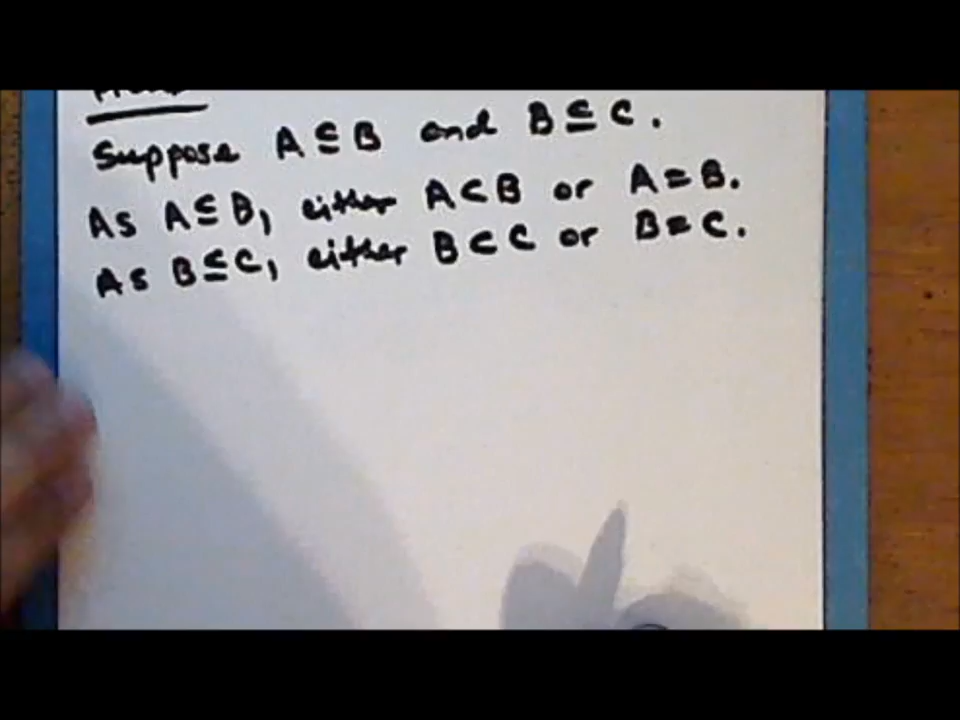 Suppose A ⊆ B and B ⊆ C.
As A ⊆ B, either A ⊂ B or A = B.
As B ⊆ C, either B ⊂ C or B = C.